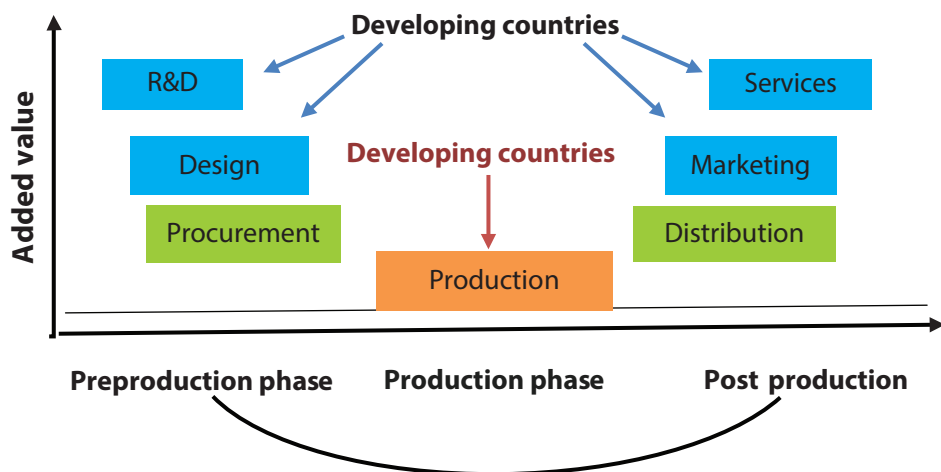 Developing countries
R&D
Services
Added value
Design
Developing countries
Marketing
Procurement
Distribution
Production
Preproduction phase
Production phase
Post production